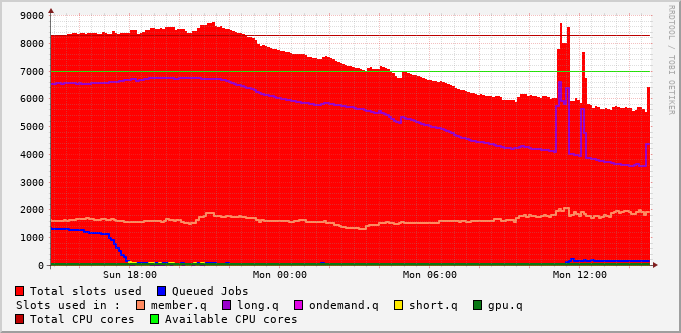 9000
8000
7000
6000
5000
4000
3000
2000
1000
0
Sun 18:00 Mon 00:00 Mon 06:00 Mon 12:00
RRDTOOL / TOBI OETIKER
Total slots used Queued Jobs
Slots used in : member.q long.q ondemand.q short.q gpu.q
Total CPU cores Available CPU cores